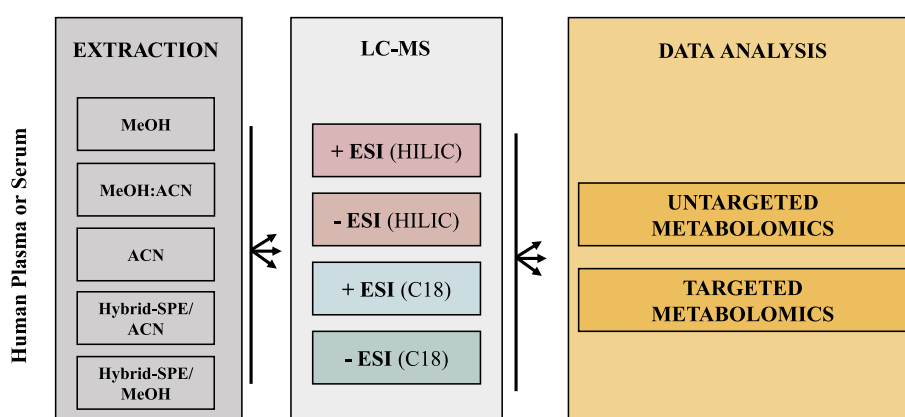 Human Plasma or Serum
EXTRACTION
MeOH
MeOH:ACN
ACN
Hybrid-SPE/
ACN
Hybrid-SPE/
MeOH
LC-MS
+ ESI (HILIC)
- ESI (HILIC)
+ ESI (C18)
- ESI (C18)
DATA ANALYSIS
UNTARGETED
METABOLOMICS
TARGETED
METABOLOMICS